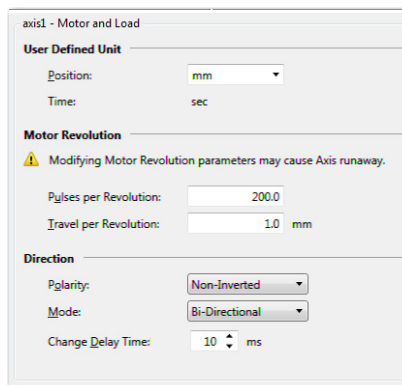 axis1 - Motor and Load
User Defined Unit
Position: mm
Time: sec
Motor Revolution
Modifying Motor Revolution parameters may cause Axis runaway.
Pulses per Revolution: 200.0
Travel per Revolution: 1.0 mm
Direction
Polarity: Non-Inverted
Mode: Bi-Directional
Change Delay Time: 10 ms